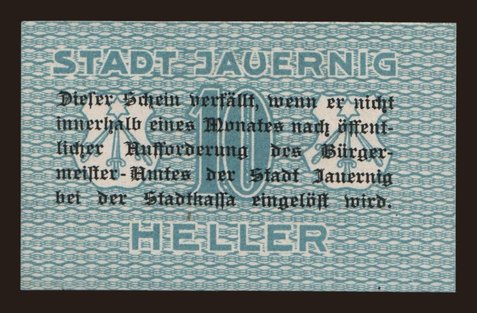 STADT JAUERNIG
Dieser Schein verfällt, wenn er nicht
innerhalb eines Monates nach öffent-
licher Aufforderung des Bürger-
meister-Amtes der Stadt Jauernig
bei der Stadtkassa eingelöst wird.
10
HELLER